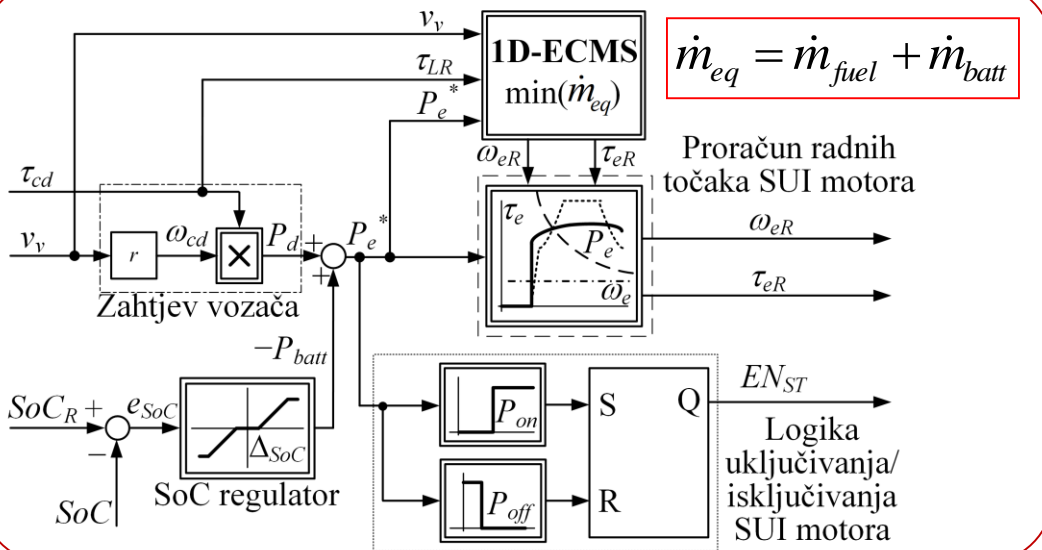 v_v
1D-ECMS
min(ṁ_eq)
ṁ_eq = ṁ_fuel + ṁ_batt
τ_LR
P_e*
ω_eR
τ_eR
Proračun radnih
točaka SUI motora
τ_cd
v_v
r
ω_cd
×
P_d
+
+
P_e*
τ_e
P_e
ω_e
ω_eR
τ_eR
Zahtjev vozača
−P_batt
SoC_R
+
−
e_SoC
Δ_SoC
SoC regulator
SoC
P_on
P_off
S
R
Q
EN_ST
Logika
uključivanja/
isključivanja
SUI motora